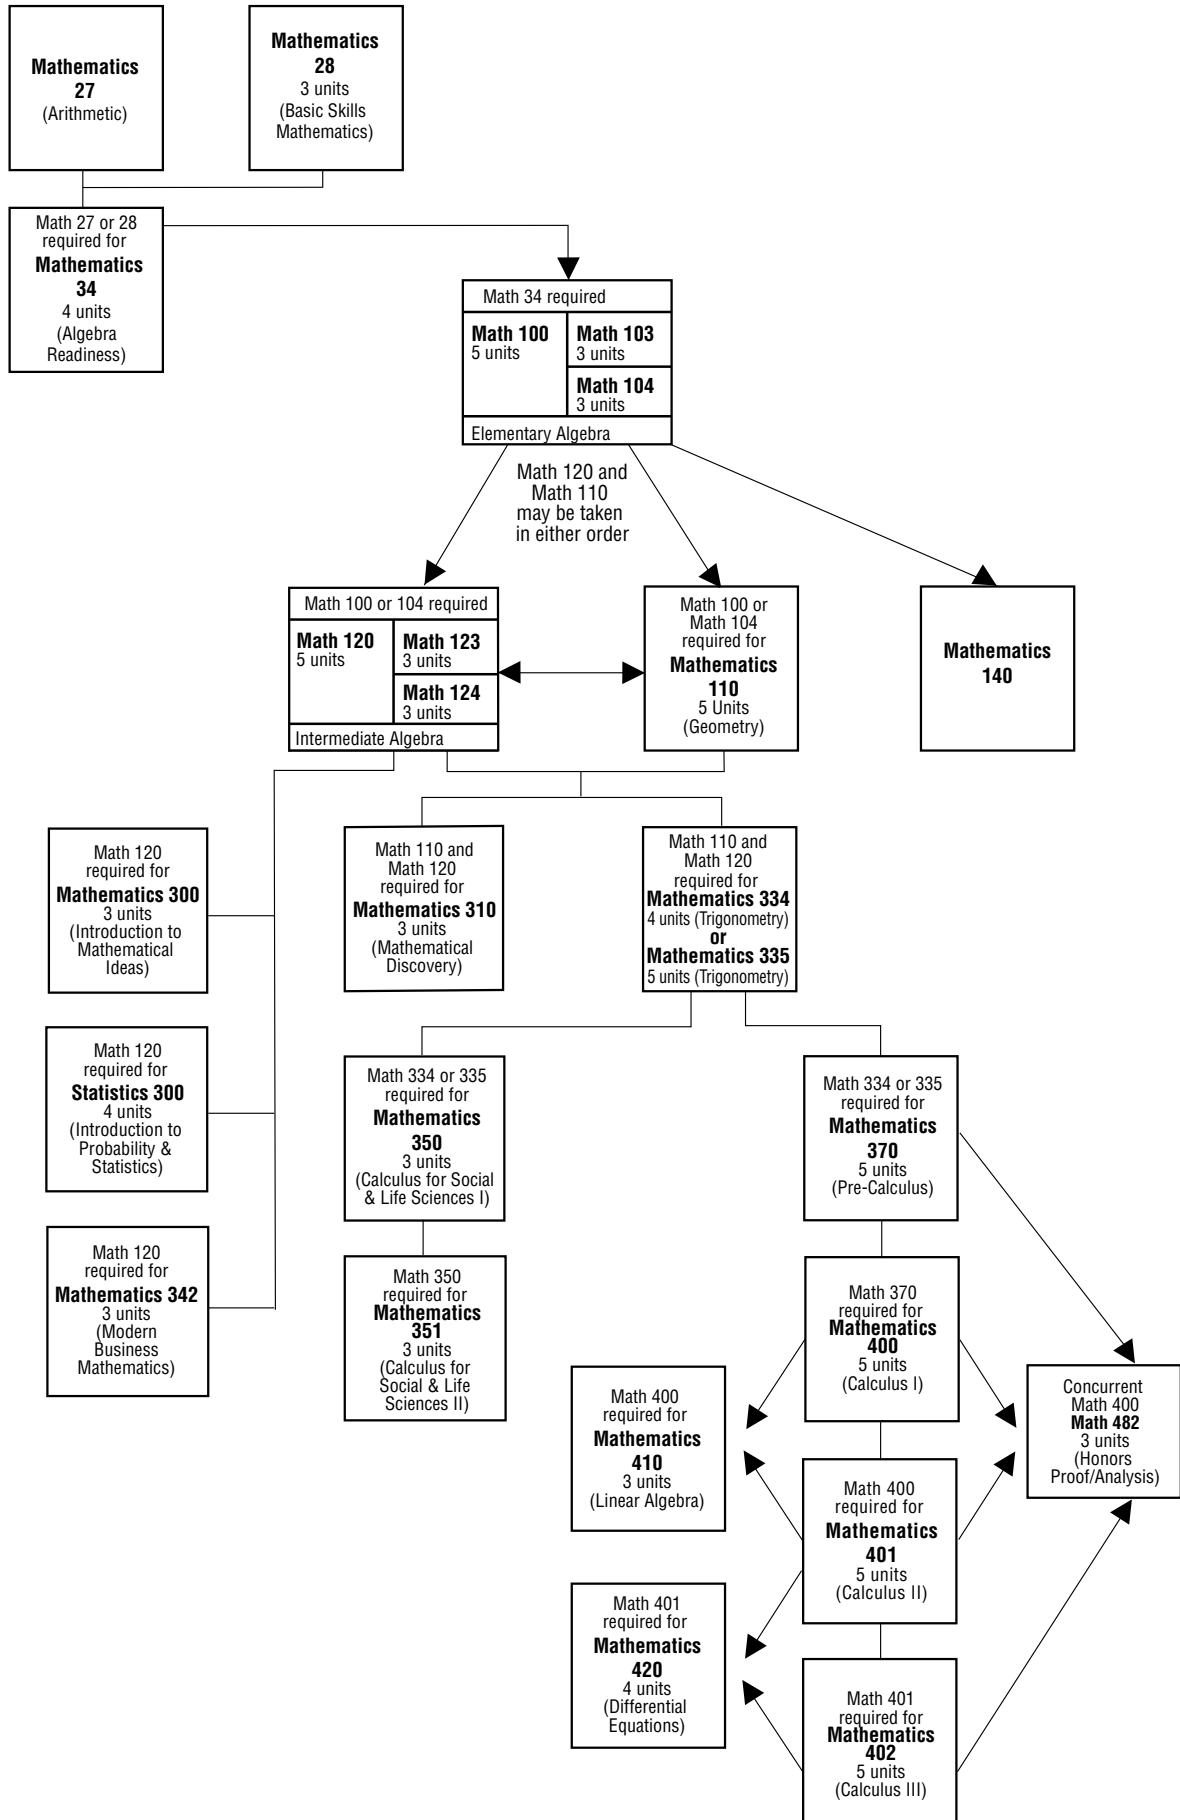 Mathematics
27
(Arithmetic)
Mathematics
28
3 units
(Basic Skills
Mathematics)
Math 27 or 28
required for
Mathematics
34
4 units
(Algebra
Readiness)
Math 34 required
Math 100
5 units
Math 103
3 units
Math 104
3 units
Elementary Algebra
Math 120 and
Math 110
may be taken
in either order
Math 100 or 104 required
Math 120
5 units
Math 123
3 units
Math 124
3 units
Intermediate Algebra
Math 100 or
Math 104
required for
Mathematics
110
5 Units
(Geometry)
Mathematics
140
Math 120
required for
Mathematics 300
3 units
(Introduction to
Mathematical
Ideas)
Math 110 and
Math 120
required for
Mathematics 310
3 units
(Mathematical
Discovery)
Math 110 and
Math 120
required for
Mathematics 334
4 units (Trigonometry)
or
Mathematics 335
5 units (Trigonometry)
Math 120
required for
Statistics 300
4 units
(Introduction to
Probability &
Statistics)
Math 334 or 335
required for
Mathematics
350
3 units
(Calculus for Social
& Life Sciences I)
Math 334 or 335
required for
Mathematics
370
5 units
(Pre-Calculus)
Math 120
required for
Mathematics 342
3 units
(Modern
Business
Mathematics)
Math 350
required for
Mathematics
351
3 units
(Calculus for
Social & Life
Sciences II)
Math 370
required for
Mathematics
400
5 units
(Calculus I)
Math 400
required for
Mathematics
410
3 units
(Linear Algebra)
Concurrent
Math 400
Math 482
3 units
(Honors
Proof/Analysis)
Math 400
required for
Mathematics
401
5 units
(Calculus II)
Math 401
required for
Mathematics
420
4 units
(Differential
Equations)
Math 401
required for
Mathematics
402
5 units
(Calculus III)